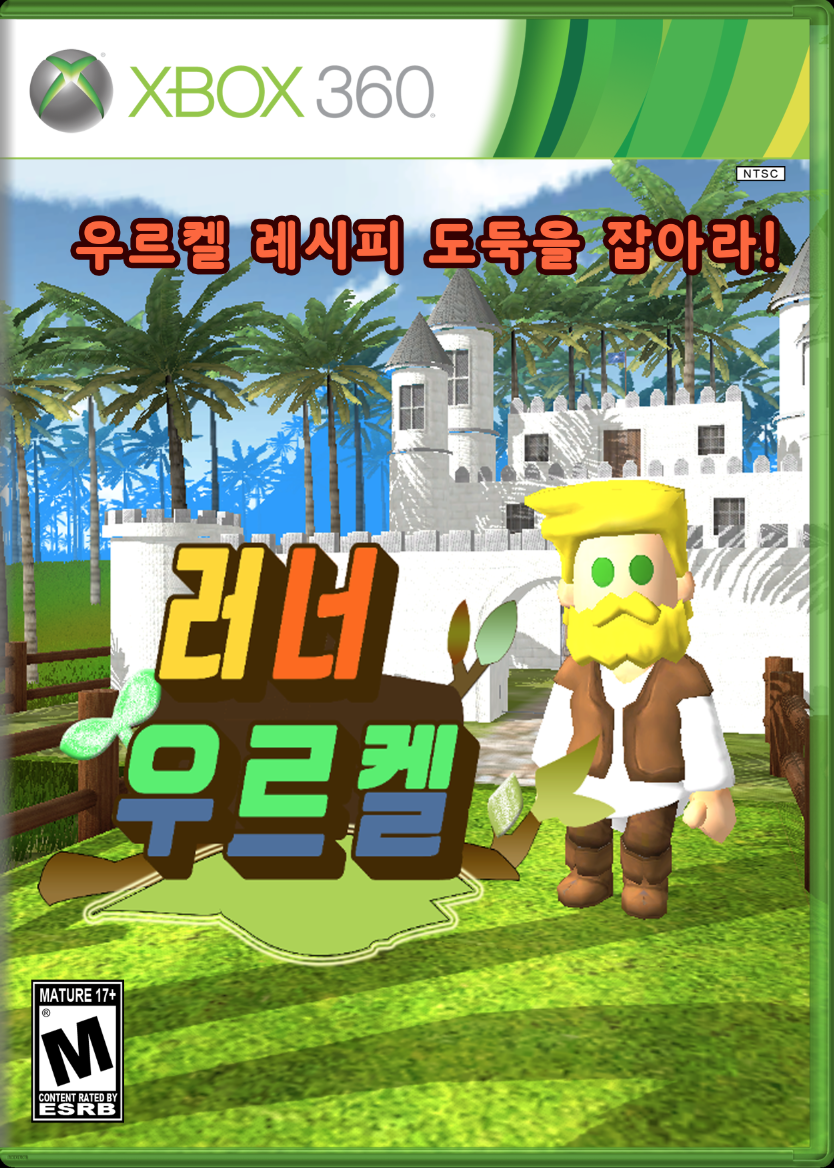 XBOX 360
NTSC
우르켈 레시피 도둑을 잡아라!
러너
우르켈
MATURE 17+
M
®
CONTENT RATED BY
ESRB